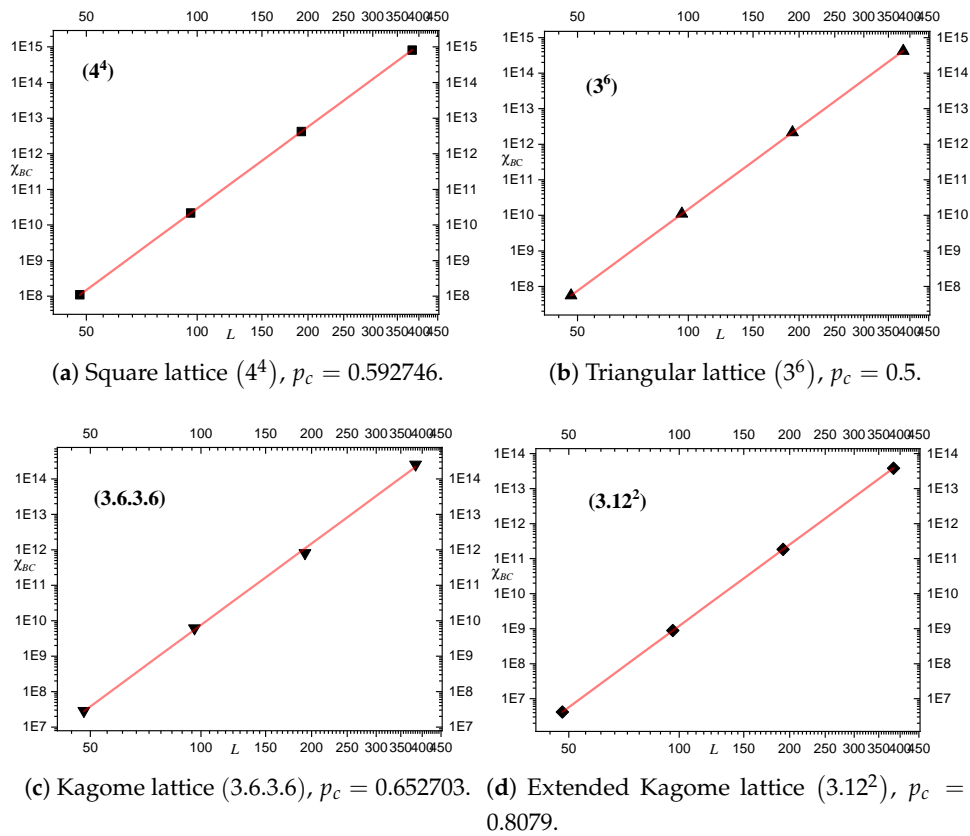 50 100 150 200 250 300 350 400 450
1E15
1E14
1E13
1E12
1E11
1E10
1E9
1E8
χ_BC
(4⁴)
1E15
1E14
1E13
1E12
1E11
1E10
1E9
1E8
50 100 150 200 250 300 350 400 450
L
(a) Square lattice (4⁴), p_c = 0.592746.
50 100 150 200 250 300 350 400 450
1E15
1E14
1E13
1E12
1E11
1E10
1E9
1E8
χ_BC
(3⁶)
1E15
1E14
1E13
1E12
1E11
1E10
1E9
1E8
50 100 150 200 250 300 350 400 450
L
(b) Triangular lattice (3⁶), p_c = 0.5.
50 100 150 200 250 300 350 400 450
1E14
1E13
1E12
1E11
1E10
1E9
1E8
1E7
χ_BC
(3.6.3.6)
1E14
1E13
1E12
1E11
1E10
1E9
1E8
1E7
50 100 150 200 250 300 350 400 450
L
(c) Kagome lattice (3.6.3.6), p_c = 0.652703.
50 100 150 200 250 300 350 400 450
1E14
1E13
1E12
1E11
1E10
1E9
1E8
1E7
χ_BC
(3.12²)
1E14
1E13
1E12
1E11
1E10
1E9
1E8
1E7
50 100 150 200 250 300 350 400 450
L
(d) Extended Kagome lattice (3.12²), p_c =
0.8079.